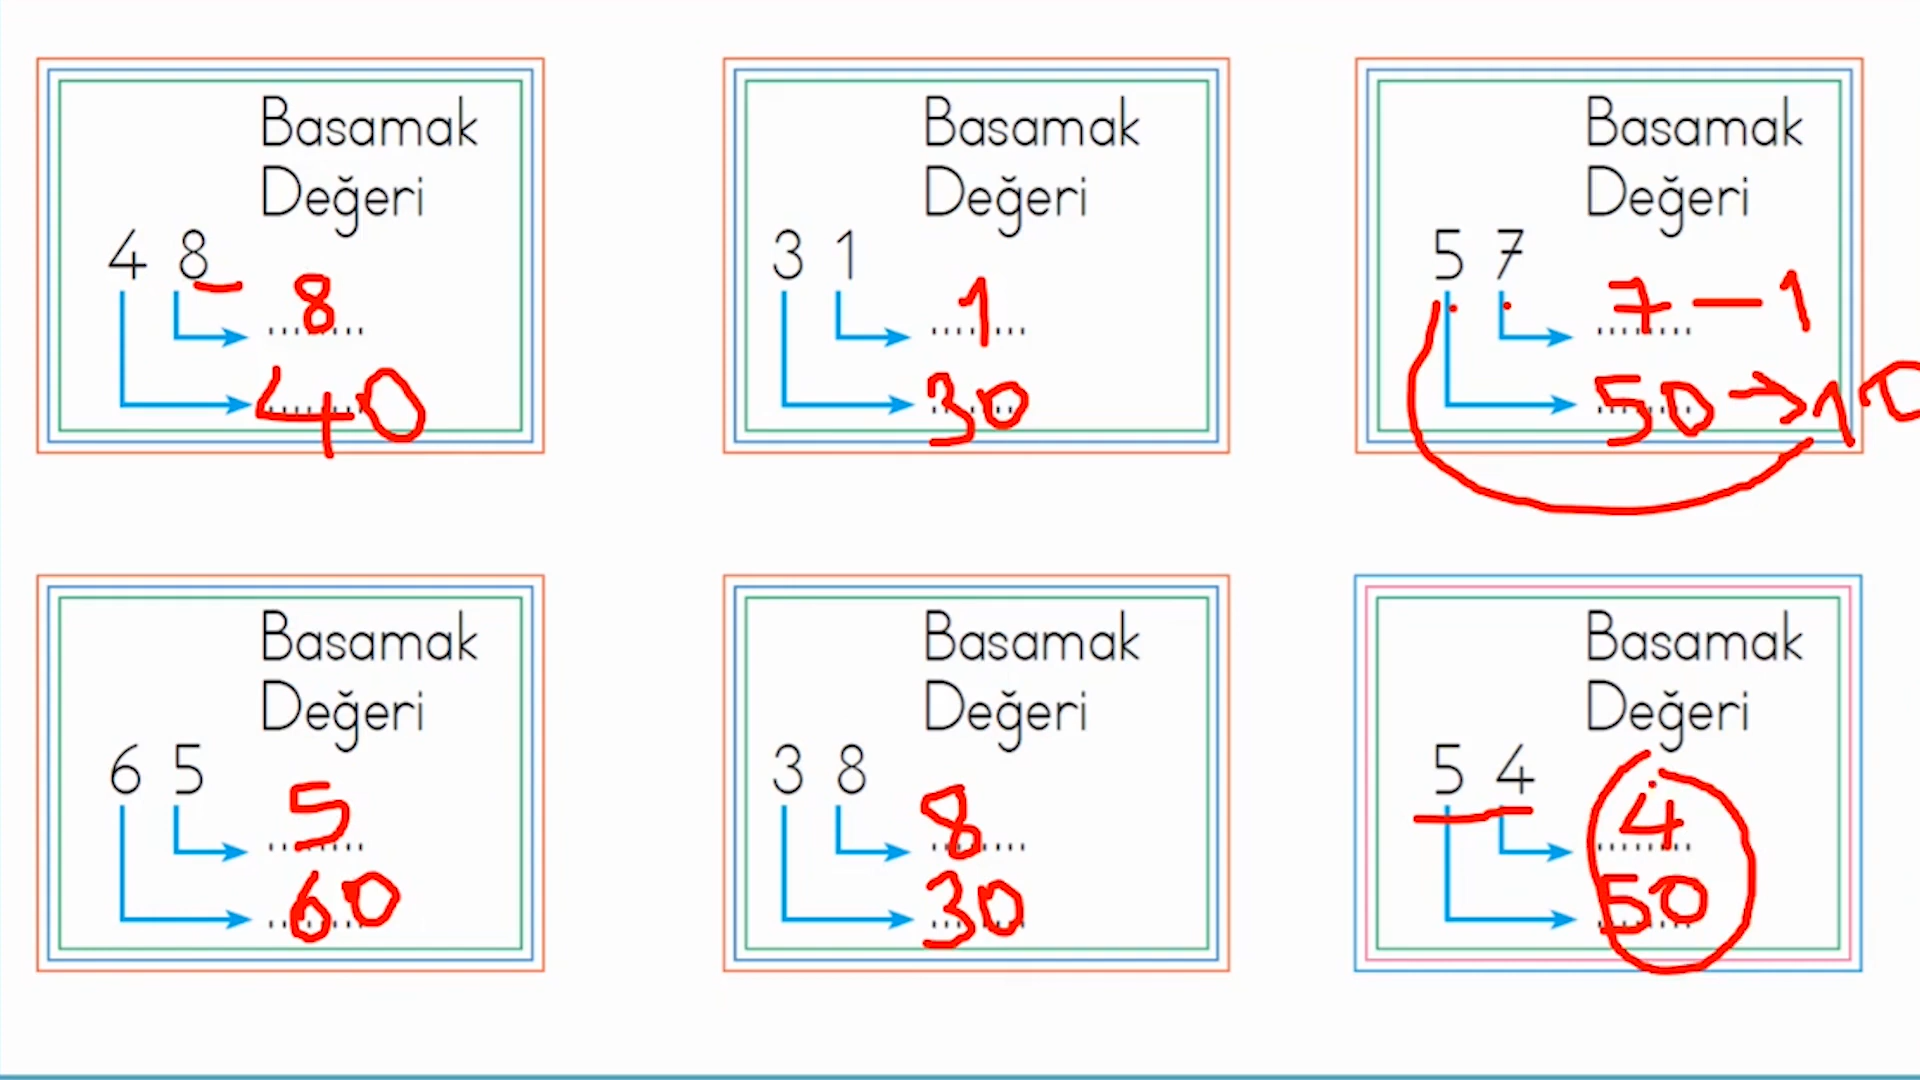 Basamak
Değeri
4 8
8
40
Basamak
Değeri
3 1
1
30
Basamak
Değeri
5 7
7 — 1
50 → 10
Basamak
Değeri
6 5
5
60
Basamak
Değeri
3 8
8
30
Basamak
Değeri
5 4
4
50